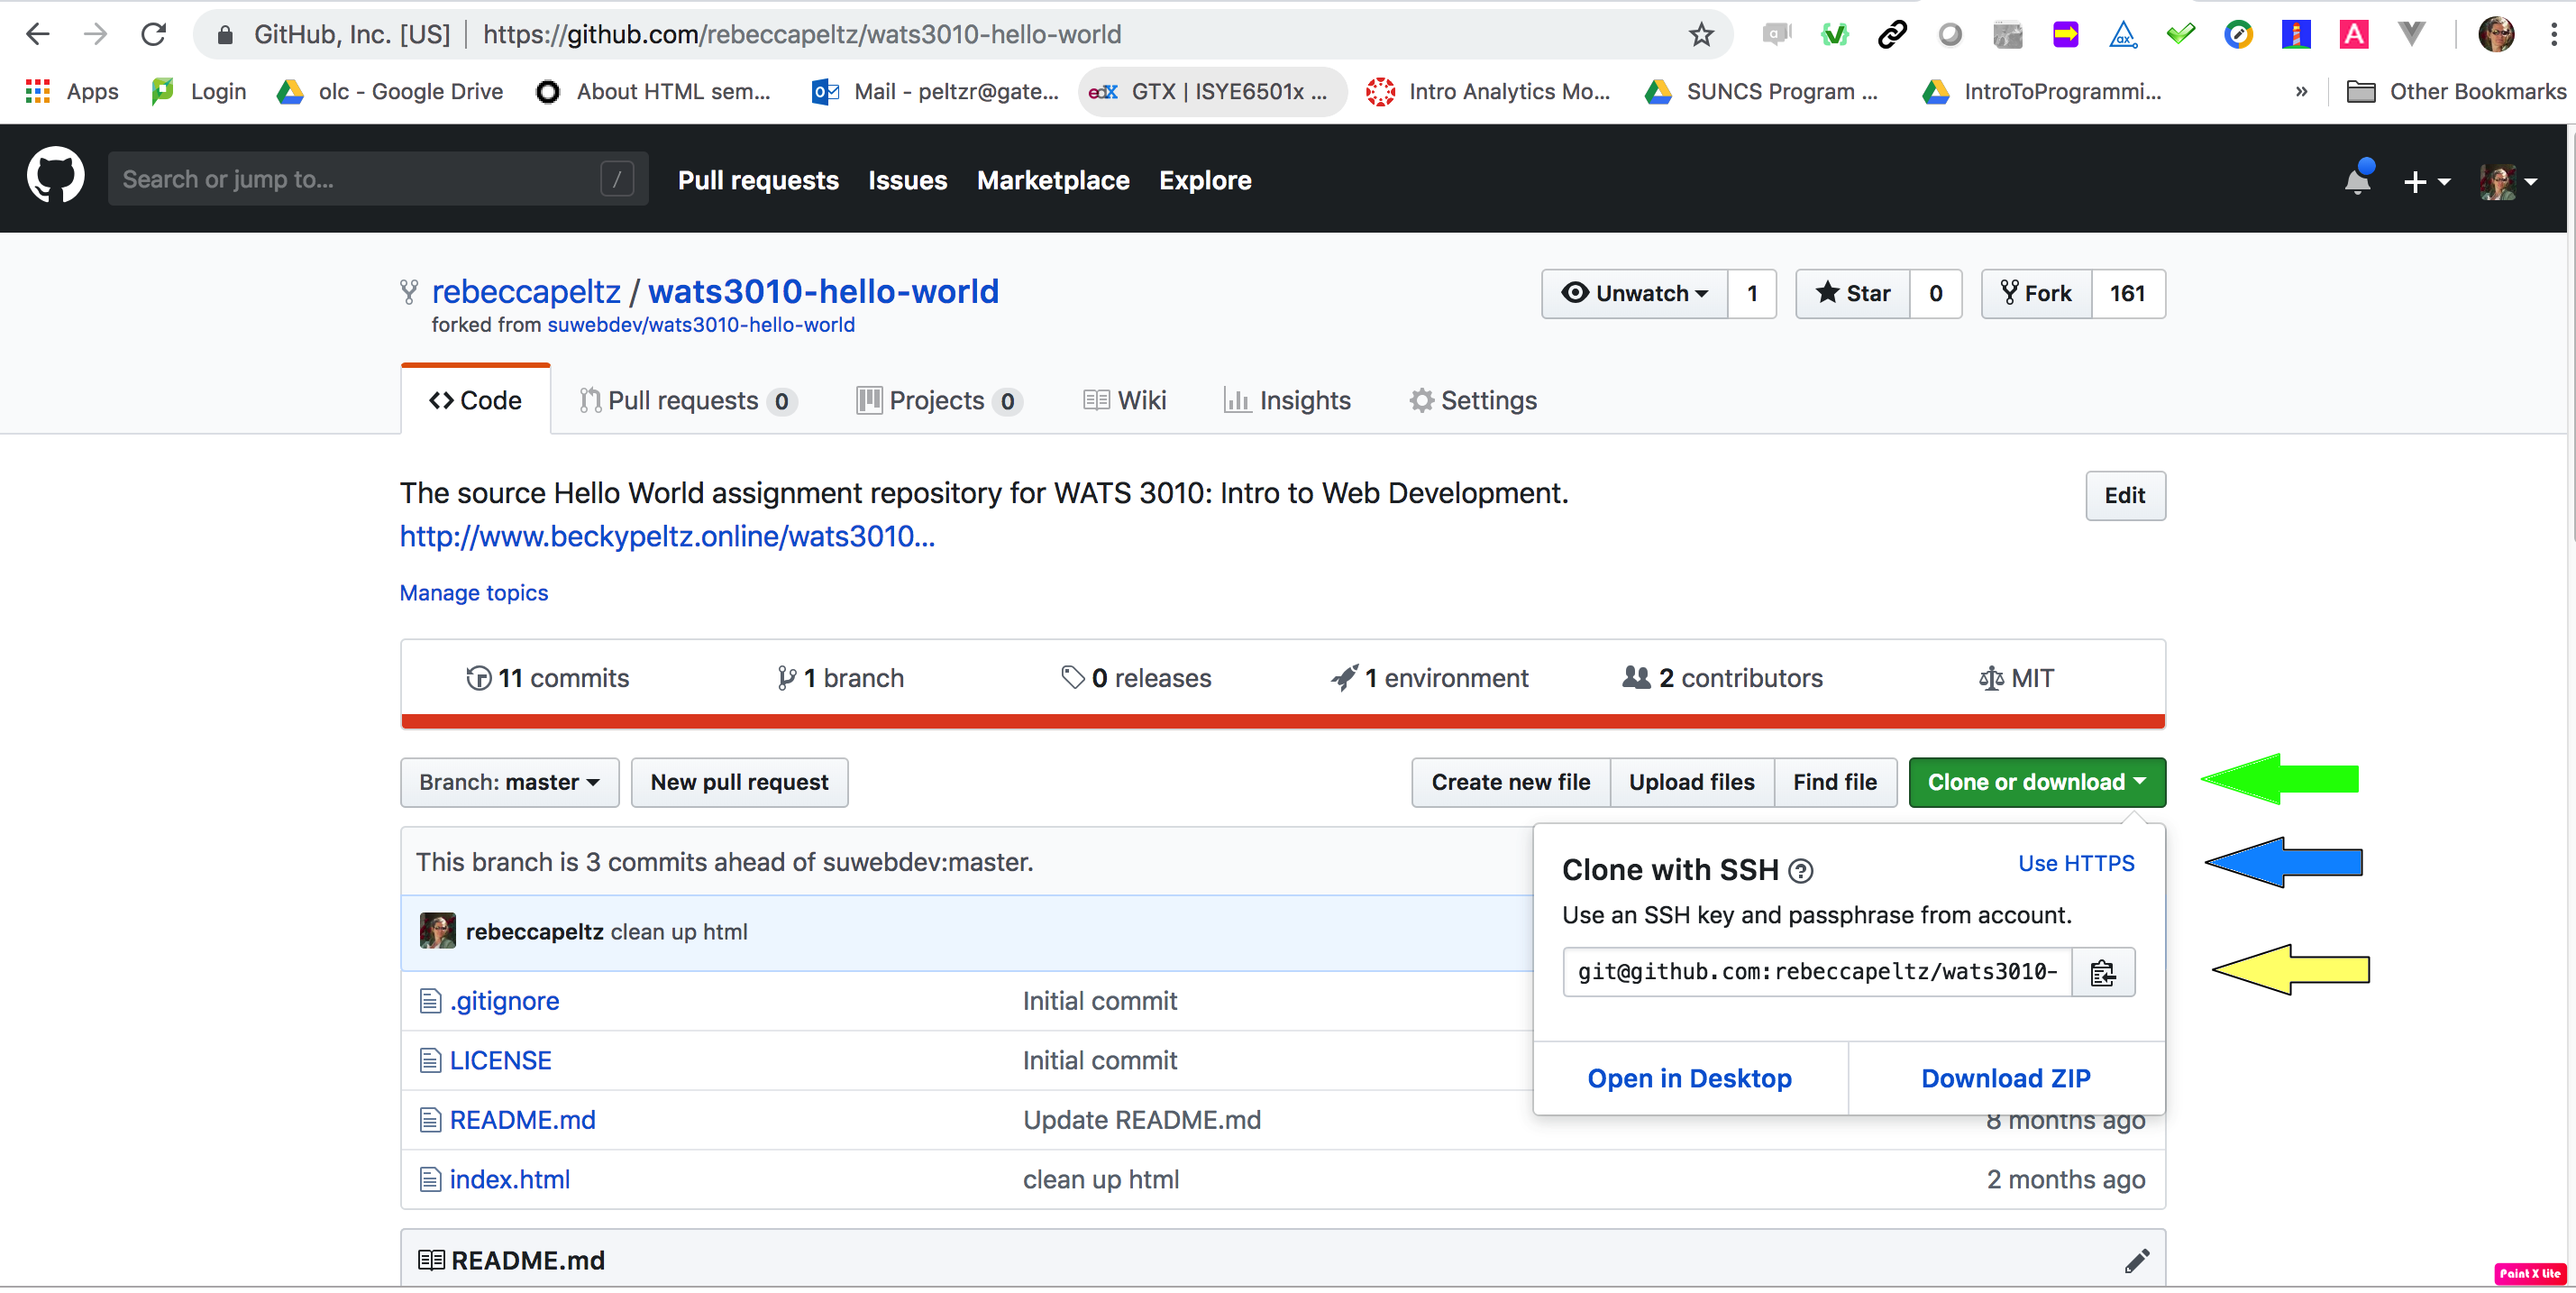 GitHub, Inc. [US] https://github.com/rebeccapeltz/wats3010-hello-world
Apps Login olc - Google Drive About HTML sem... Mail - peltzr@gate... edX GTX | ISYE6501x ... Intro Analytics Mo... SUNCS Program ... IntroToProgrammi... » Other Bookmarks
Search or jump to... / Pull requests Issues Marketplace Explore
rebeccapeltz / wats3010-hello-world Unwatch 1 Star 0 Fork 161
forked from suwebdev/wats3010-hello-world
Code Pull requests 0 Projects 0 Wiki Insights Settings
The source Hello World assignment repository for WATS 3010: Intro to Web Development. Edit
http://www.beckypeltz.online/wats3010...
Manage topics
11 commits 1 branch 0 releases 1 environment 2 contributors MIT
Branch: master New pull request Create new file Upload files Find file Clone or download
This branch is 3 commits ahead of suwebdev:master.
Clone with SSH Use HTTPS
Use an SSH key and passphrase from account.
rebeccapeltz clean up html
git@github.com:rebeccapeltz/wats3010-
.gitignore Initial commit
LICENSE Initial commit
Open in Desktop Download ZIP
README.md Update README.md 8 months ago
index.html clean up html 2 months ago
README.md
Paint X Lite